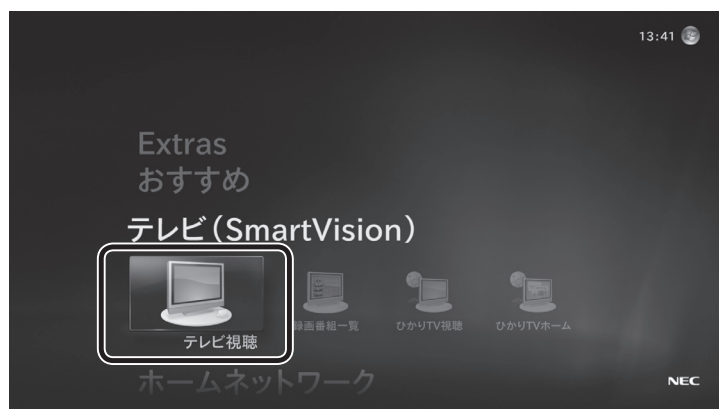 13:41
Extras
おすすめ
テレビ(SmartVision)
テレビ視聴
録画番組一覧
ひかりTV視聴
ひかりTVホーム
ホームネットワーク
NEC